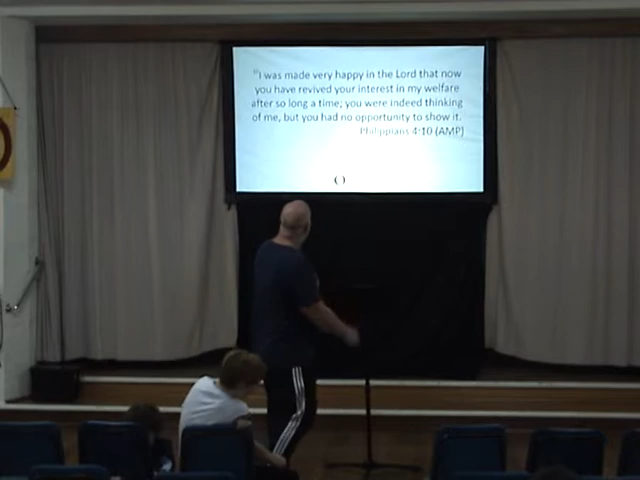 "I was made very happy in the Lord that now
you have revived your interest in my welfare
after so long a time; you were indeed thinking
of me, but you had no opportunity to show it.
Philippians 4:10 (AMP)
( )